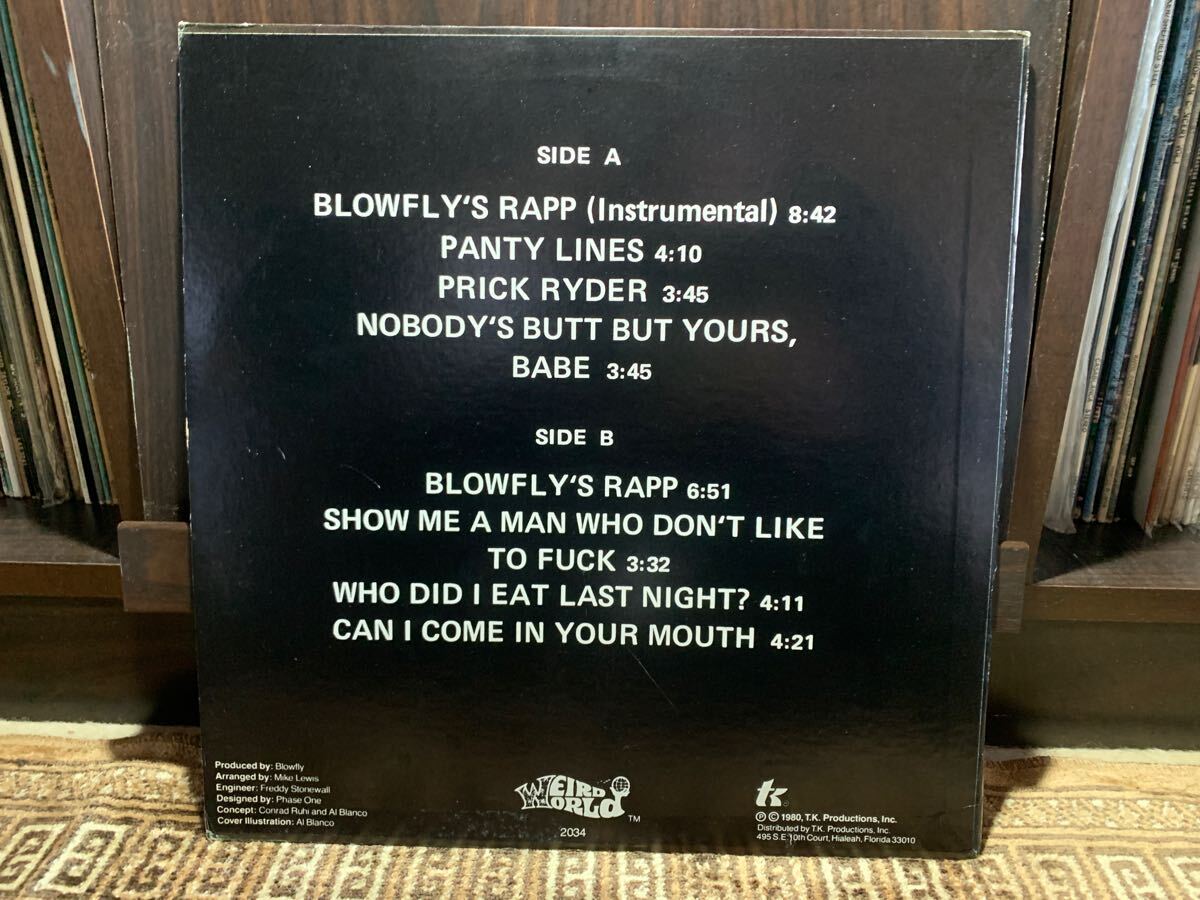 SIDE A
BLOWFLY'S RAPP (Instrumental) 8:42
PANTY LINES 4:10
PRICK RYDER 3:45
NOBODY'S BUTT BUT YOURS,
BABE 3:45
SIDE B
BLOWFLY'S RAPP 6:51
SHOW ME A MAN WHO DON'T LIKE
TO FUCK 3:32
WHO DID I EAT LAST NIGHT? 4:11
CAN I COME IN YOUR MOUTH 4:21
Produced by: Blowfly
Arranged by: Mike Lewis
Engineer: Freddy Stonewall
Designed by: Phase One
Concept: Conrad Ruhi and Al Blanco
Cover Illustration: Al Blanco
WEIRD
WORLD
TM
2034
tk
℗ © 1980, T.K. Productions, Inc.
Distributed by T.K. Productions, Inc.
495 S.E. 10th Court, Hialeah, Florida 33010